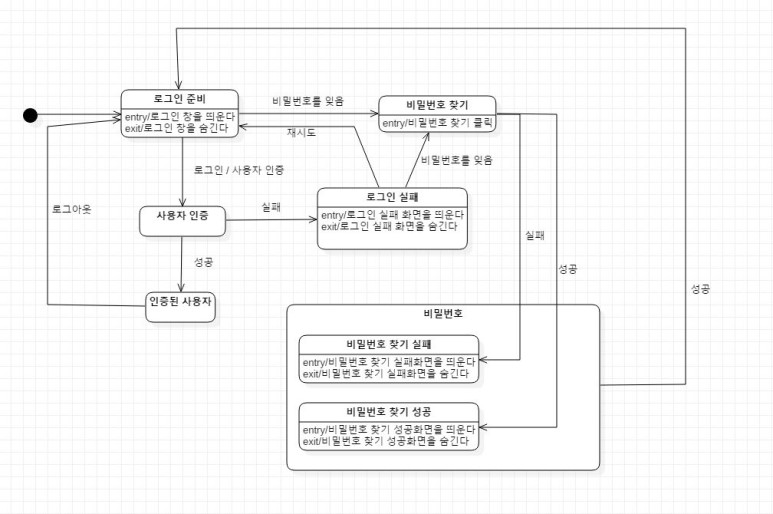 로그인 준비
entry/로그인 창을 띄운다
exit/로그인 창을 숨긴다
비밀번호를 잊음
비밀번호 찾기
entry/비밀번호 찾기 클릭
재시도
비밀번호를 잊음
로그인 / 사용자 인증
로그인 실패
entry/로그인 실패 화면을 띄운다
exit/로그인 실패 화면을 숨긴다
로그아웃
사용자 인증
실패
실패
성공
성공
성공
인증된 사용자
비밀번호
비밀번호 찾기 실패
entry/비밀번호 찾기 실패화면을 띄운다
exit/비밀번호 찾기 실패화면을 숨긴다
비밀번호 찾기 성공
entry/비밀번호 찾기 성공화면을 띄운다
exit/비밀번호 찾기 성공화면을 숨긴다